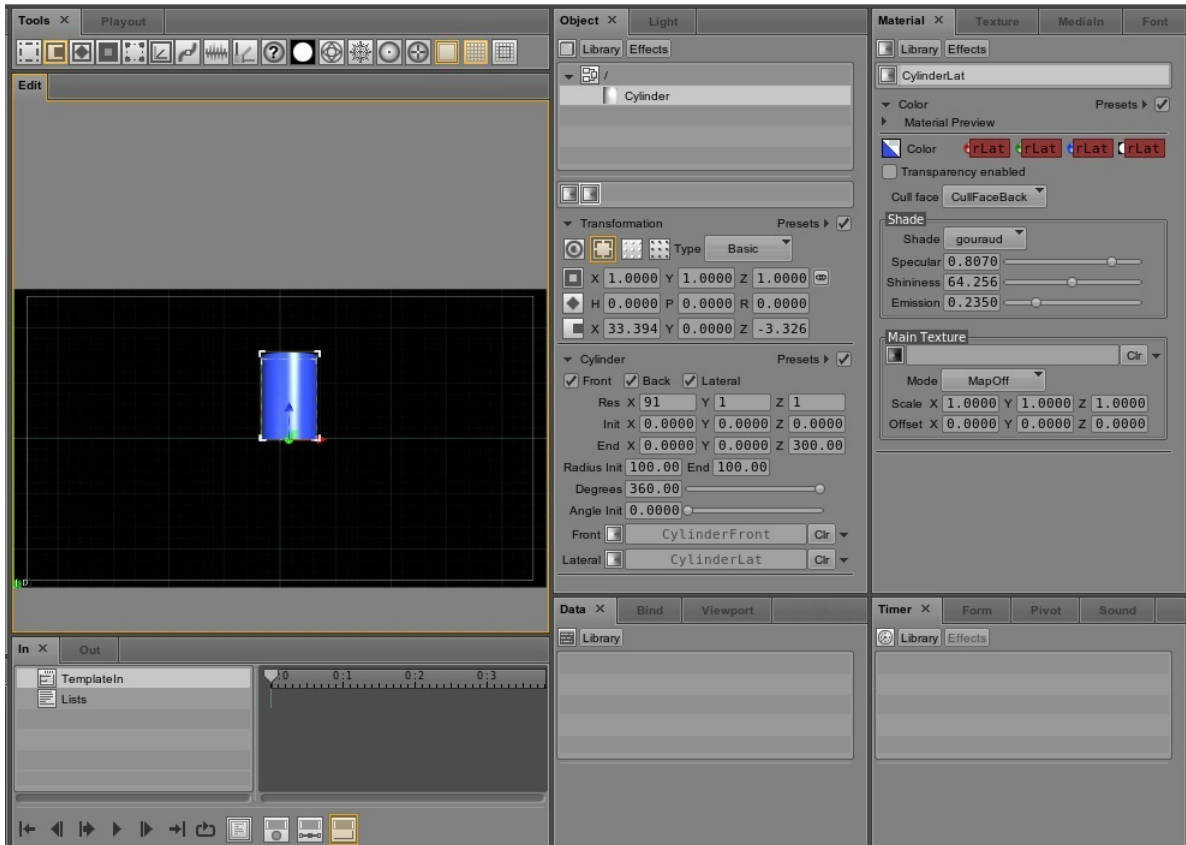 Tools × Playout
Edit
In × Out
TemplateIn
Lists
:0 0:1 0:2 0:3
Object × Light
Library Effects
/
Cylinder
Transformation Presets
Type Basic
X 1.0000 Y 1.0000 Z 1.0000
H 0.0000 P 0.0000 R 0.0000
X 33.394 Y 0.0000 Z -3.326
Cylinder Presets
Front Back Lateral
Res X 91 Y 1 Z 1
Init X 0.0000 Y 0.0000 Z 0.0000
End X 0.0000 Y 0.0000 Z 300.00
Radius Init 100.00 End 100.00
Degrees 360.00
Angle Init 0.0000
Front CylinderFront Clr
Lateral CylinderLat Clr
Data × Bind Viewport
Library
Material × Texture MediaIn Font
Library Effects
CylinderLat
Color Presets
Material Preview
Color rLat rLat rLat rLat
Transparency enabled
Cull face CullFaceBack
Shade
Shade gouraud
Specular 0.8070
Shininess 64.256
Emission 0.2350
Main Texture
Clr
Mode MapOff
Scale X 1.0000 Y 1.0000 Z 1.0000
Offset X 0.0000 Y 0.0000 Z 0.0000
Timer × Form Pivot Sound
Library Effects